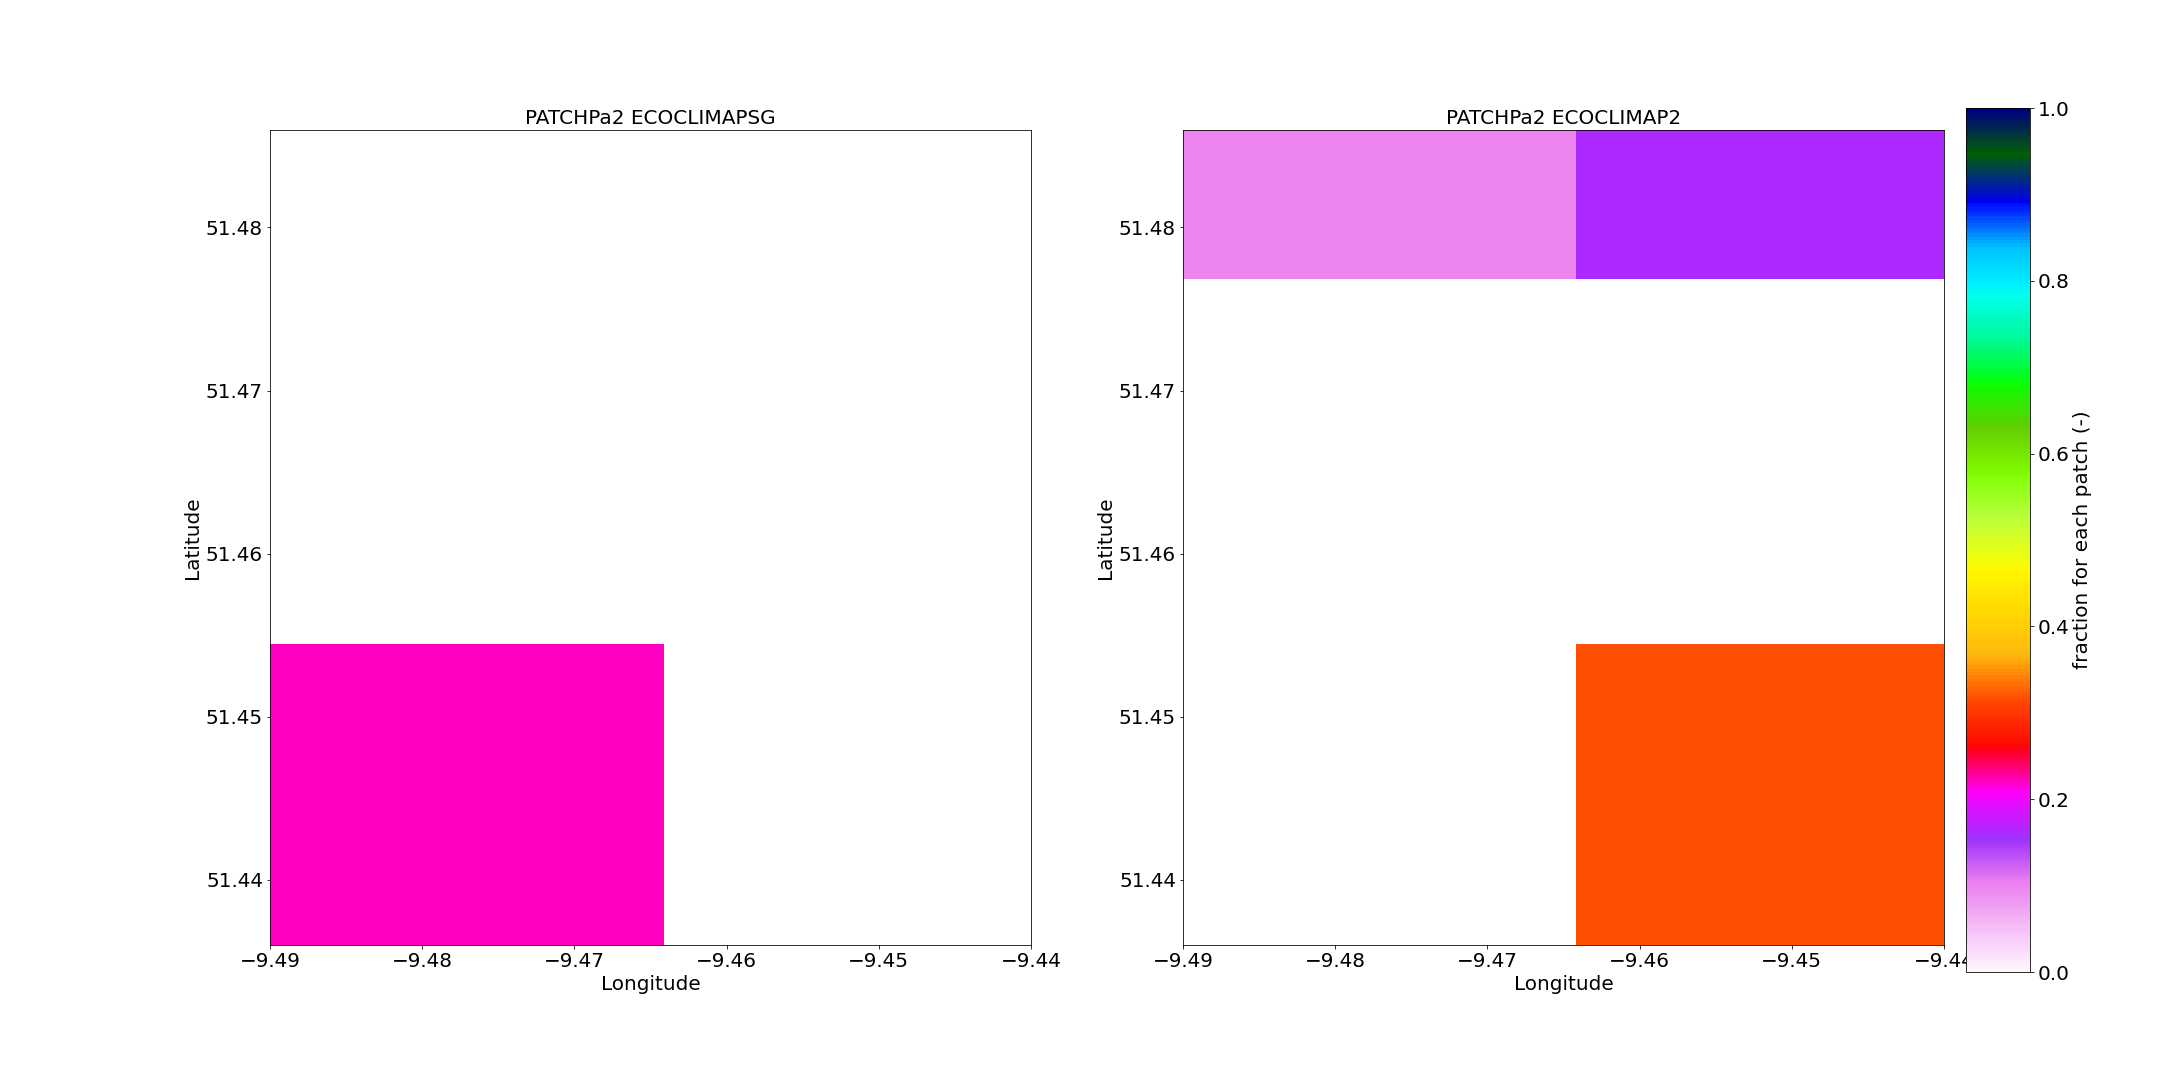 PATCHPa2 ECOCLIMAPSG
51.48
51.47
51.46
51.45
51.44
Latitude
−9.49 −9.48 −9.47 −9.46 −9.45 −9.44
Longitude
PATCHPa2 ECOCLIMAP2
51.48
51.47
51.46
51.45
51.44
Latitude
−9.49 −9.48 −9.47 −9.46 −9.45 −9.44
Longitude
1.0
0.8
0.6
0.4
0.2
0.0
fraction for each patch (-)